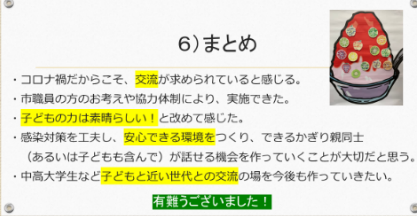 6)まとめ
・コロナ禍だからこそ、交流が求められていると感じる。
・市職員の方のお考えや協力体制により、実施できた。
・子どもの力は素晴らしい！と改めて感じた。
・感染対策を工夫し、安心できる環境をつくり、できるかぎり親同士
（あるいは子どもも含んで）が話せる機会を作っていくことが大切だと思う。
・中高大学生など子どもと近い世代との交流の場を今後も作っていきたい。
有難うございました！